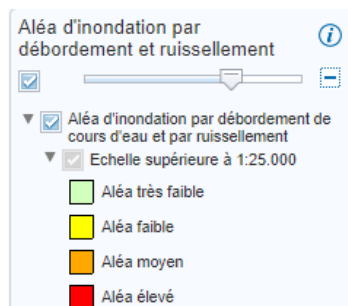 Aléa d'inondation par
débordement et ruissellement
Aléa d'inondation par débordement de
cours d'eau et par ruissellement
Echelle supérieure à 1:25.000
Aléa très faible
Aléa faible
Aléa moyen
Aléa élevé